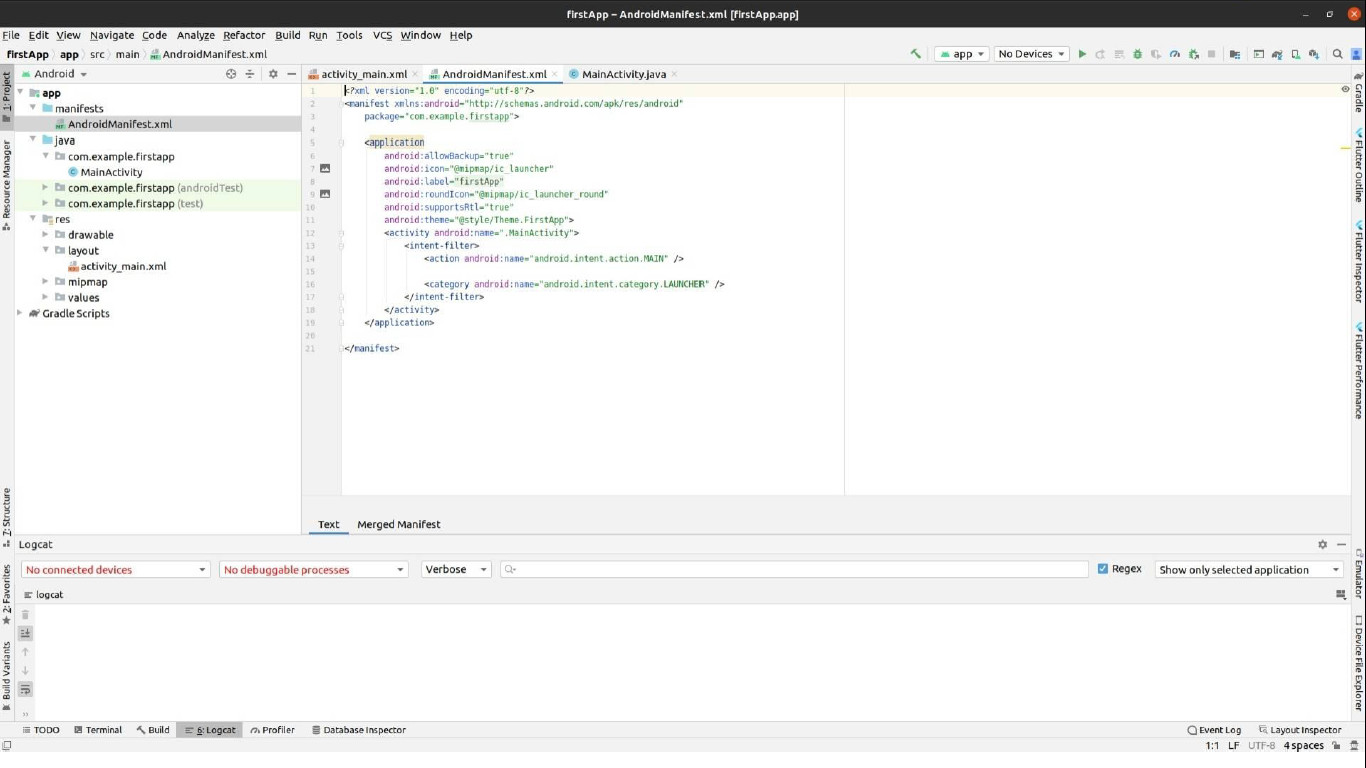 firstApp – AndroidManifest.xml [firstApp.app]
File Edit View Navigate Code Analyze Refactor Build Run Tools VCS Window Help
firstApp app src main AndroidManifest.xml
app No Devices
1: Project
Resource Manager
Z: Structure
2: Favorites
Build Variants
Android
app
manifests
AndroidManifest.xml
java
com.example.firstapp
MainActivity
com.example.firstapp (androidTest)
com.example.firstapp (test)
res
drawable
layout
activity_main.xml
mipmap
values
Gradle Scripts
activity_main.xml AndroidManifest.xml MainActivity.java
1 <?xml version="1.0" encoding="utf-8"?>
2 <manifest xmlns:android="http://schemas.android.com/apk/res/android"
3 package="com.example.firstapp">
4
5 <application
6 android:allowBackup="true"
7 android:icon="@mipmap/ic_launcher"
8 android:label="firstApp"
9 android:roundIcon="@mipmap/ic_launcher_round"
10 android:supportsRtl="true"
11 android:theme="@style/Theme.FirstApp">
12 <activity android:name=".MainActivity">
13 <intent-filter>
14 <action android:name="android.intent.action.MAIN" />
15
16 <category android:name="android.intent.category.LAUNCHER" />
17 </intent-filter>
18 </activity>
19 </application>
20
21 </manifest>
Text Merged Manifest
Gradle
Flutter Outline
Flutter Inspector
Flutter Performance
Emulator
Device File Explorer
Logcat
No connected devices No debuggable processes Verbose Regex Show only selected application
logcat
TODO Terminal Build 6: Logcat Profiler Database Inspector Event Log Layout Inspector
1:1 LF UTF-8 4 spaces